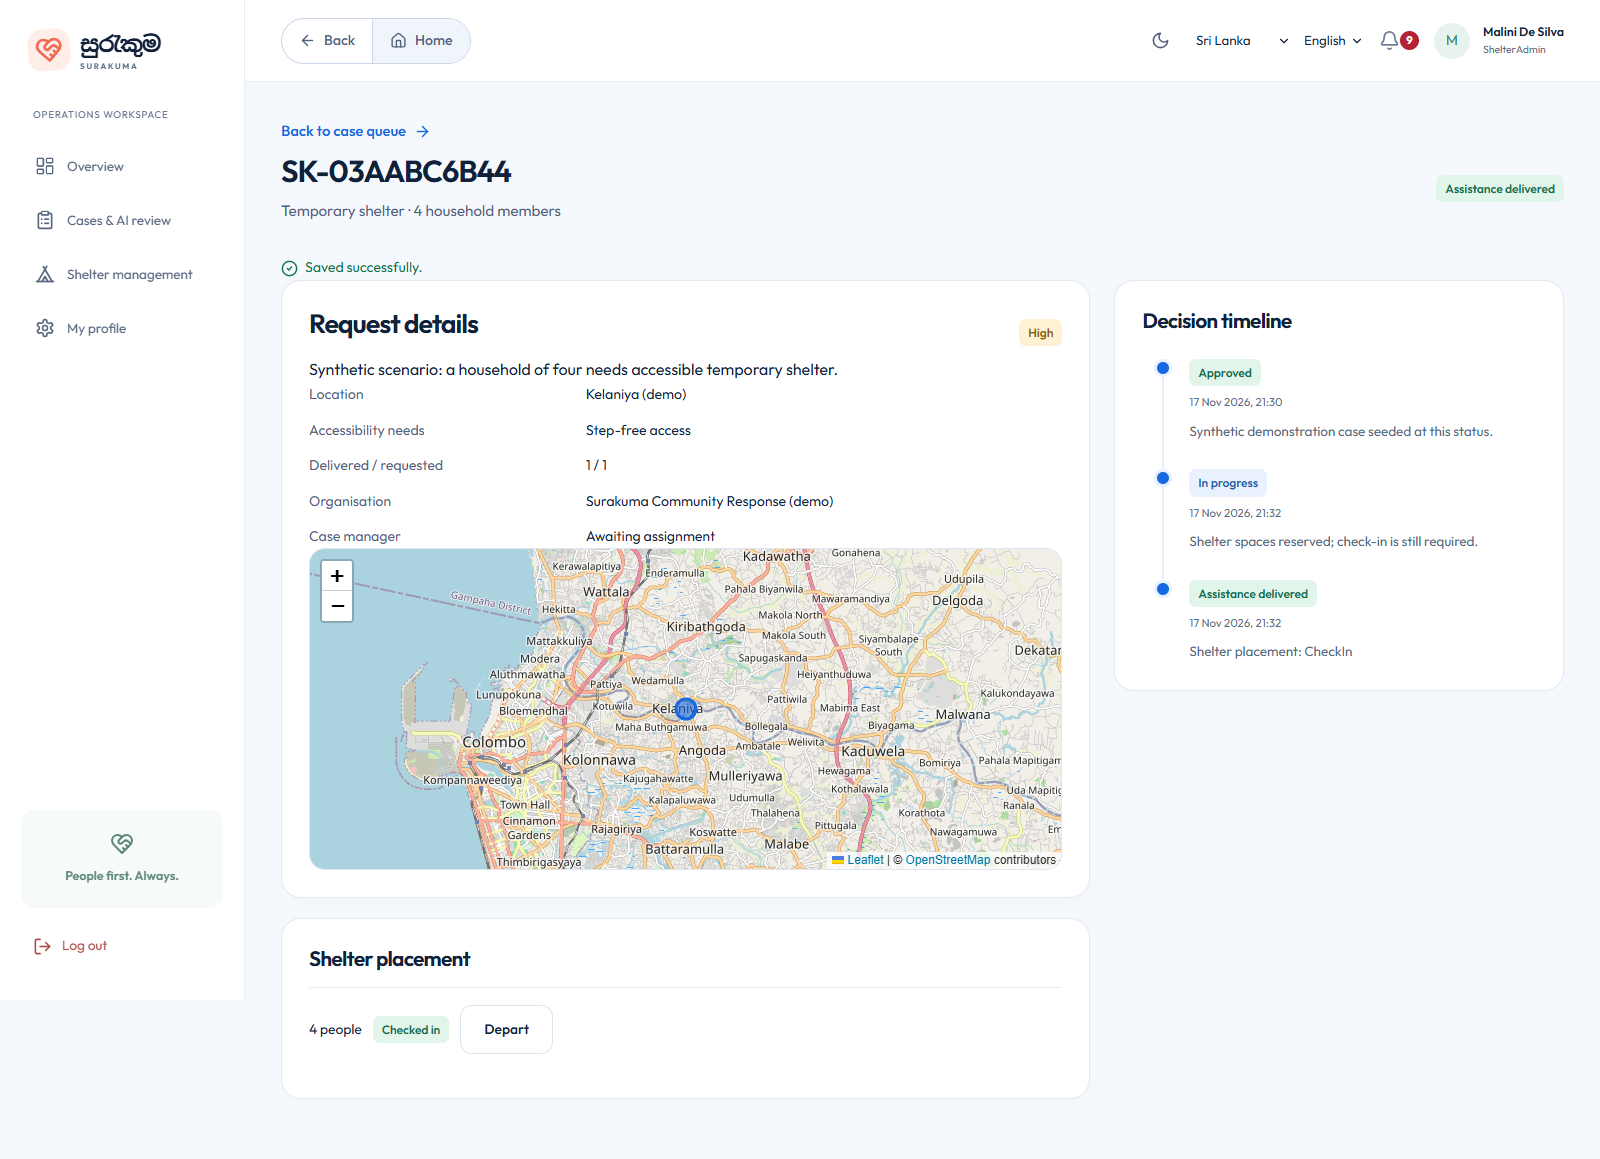 සුරැකුම
SURAKUMA
OPERATIONS WORKSPACE
Overview
Cases & AI review
Shelter management
My profile
People first. Always.
Log out
Back
Home
Sri Lanka
English
9
M
Malini De Silva
ShelterAdmin
Back to case queue
SK-03AABC6B44
Temporary shelter · 4 household members
Assistance delivered
Saved successfully.
Request details
High
Synthetic scenario: a household of four needs accessible temporary shelter.
Location Kelaniya (demo)
Accessibility needs Step-free access
Delivered / requested 1 / 1
Organisation Surakuma Community Response (demo)
Case manager Awaiting assignment
+
−
Kadawatha
Gonahena
Kerawalapitiya
Enderamulla
Udupila
Wattala
Pahala Biyanwila
Mawaramandiya
Delgoda
Gampaha District
Hekitta
Makola North
Kiribathgoda
Makola South
Siyambalape
South
Mattakkuliya
Dekatar
Modera
Sapugaskanda
Aluthmawatha
Heiyanthuduwa
Pattiya
Wedamulla
Lunupokuna
Pattiwila
Kalukondayawa
Kotuwila
Kelaniya
Mabima East
Bloemendhal
Malwana
Maha Buthgamuwa
Bollegala
Biyagama
Colombo
Angoda
Ambatale
Welivita
Kaduwela
Kolonnawa
Bomiriya
Pahala Mapitigam
Mulleriyawa
Hewagama
Kompannaweediya
Kajugahawatte
Kothalawala
Uda Mapitig
Town Hall
Kalapaluwawa
Udumulla
Ranala
Cinnamon
Gardens
Thalahena
Korathota
Rajagiriya
Koswatte
Pittugala
Nawagamuwa
Em
Battaramulla
Malabe
Thimbirigasyaya
Leaflet | © OpenStreetMap contributors
Shelter placement
4 people
Checked in
Depart
Decision timeline
Approved
17 Nov 2026, 21:30
Synthetic demonstration case seeded at this status.
In progress
17 Nov 2026, 21:32
Shelter spaces reserved; check-in is still required.
Assistance delivered
17 Nov 2026, 21:32
Shelter placement: CheckIn